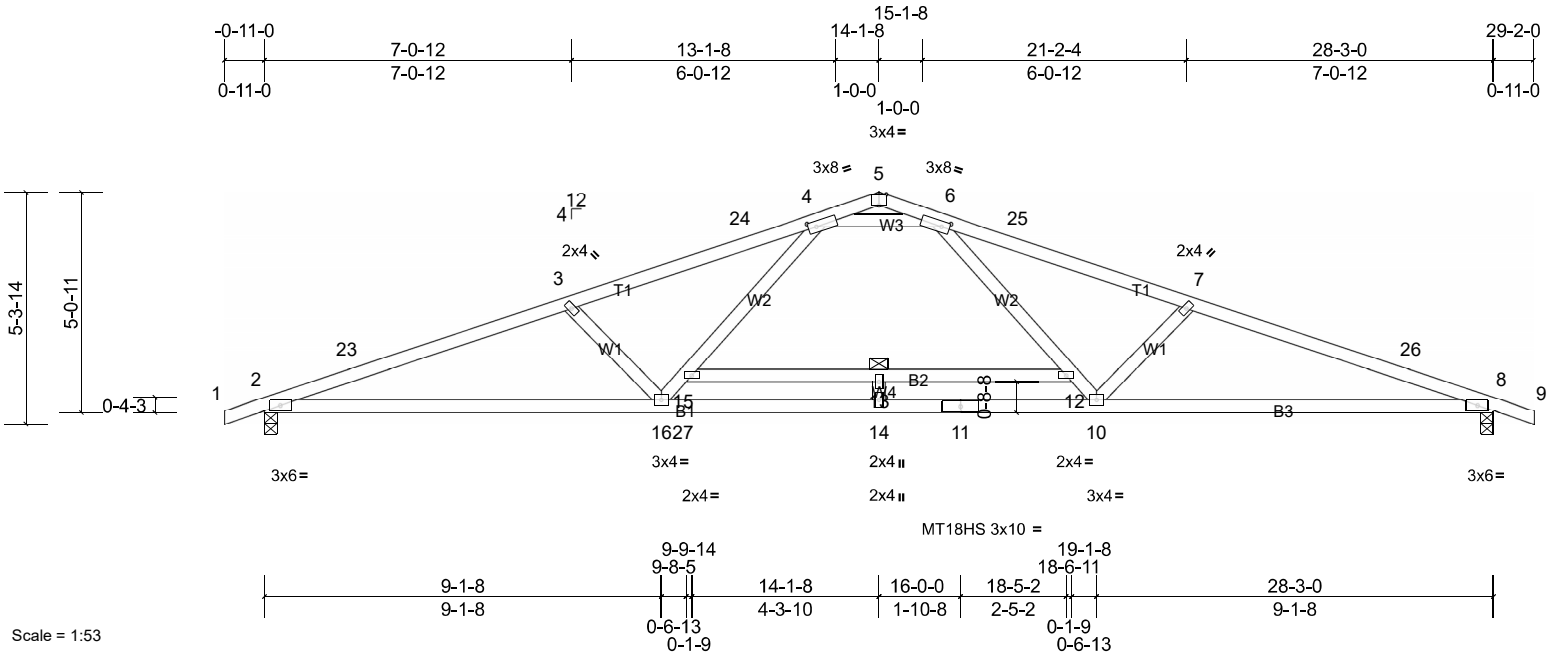 15-1-8
-0-11-0 14-1-8 29-2-0
7-0-12 13-1-8 21-2-4 28-3-0
7-0-12 6-0-12 6-0-12 7-0-12
0-11-0 1-0-0 0-11-0
1-0-0
3x4 =
3x8 = 5 3x8 =
12 4 6
4 24 25
W3
2x4 \\ 2x4 //
3 7
T1 T1
W2 W2
5-3-14 5-0-11
23 W1 W1 26
2 B2 8
1 0-4-3 W4 0-8-8 9
15 13 12
B1 B3
1627 14 11 10
3x4 = 2x4 || 2x4 =
3x6 = 3x6 =
2x4 = 2x4 || 3x4 =
MT18HS 3x10 =
9-9-14 19-1-8
9-8-5 18-6-11
9-1-8 14-1-8 16-0-0 18-5-2 28-3-0
9-1-8 4-3-10 1-10-8 2-5-2 9-1-8
0-6-13 0-1-9
0-1-9 0-6-13
Scale = 1:53